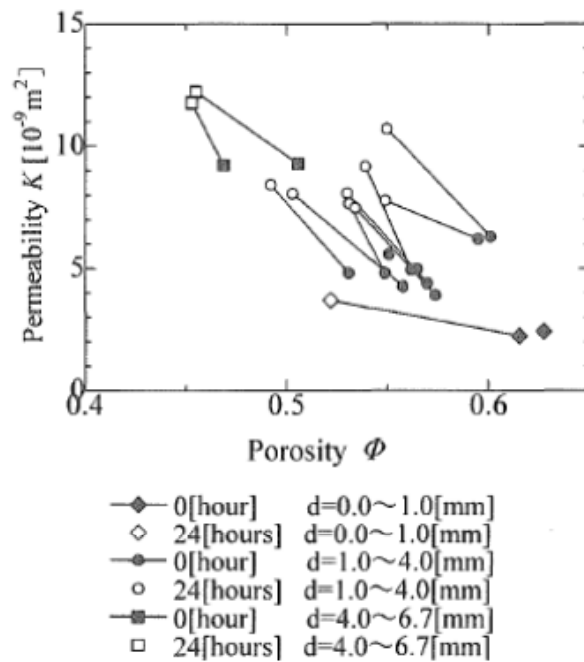 15
10
5
0
Permeability K [10⁻⁹m²]
0.4 0.5 0.6
Porosity Φ
0[hour] d=0.0～1.0[mm]
24[hours] d=0.0～1.0[mm]
0[hour] d=1.0～4.0[mm]
24[hours] d=1.0～4.0[mm]
0[hour] d=4.0～6.7[mm]
24[hours] d=4.0～6.7[mm]